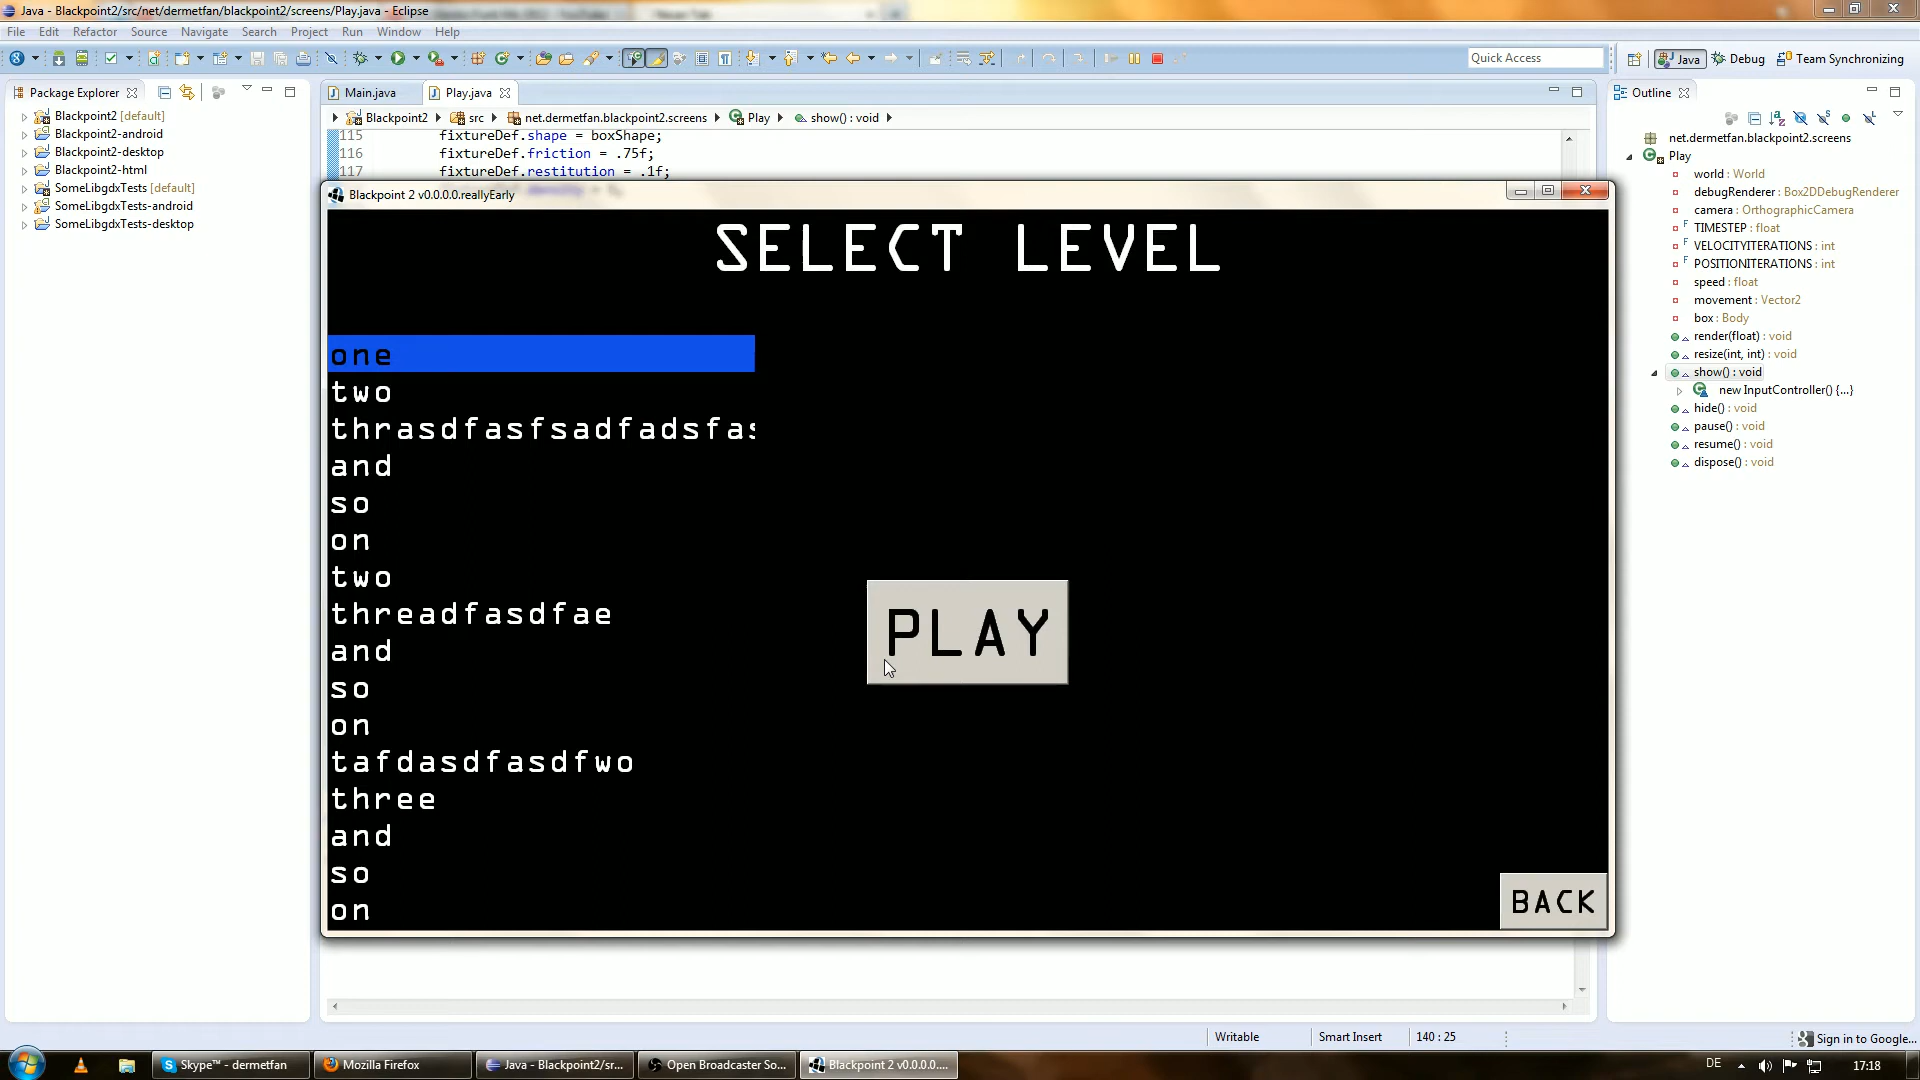 Java - Blackpoint2/src/net/dermetfan/blackpoint2/screens/Play.java - Eclipse
File Edit Refactor Source Navigate Search Project Run Window Help
Quick Access
Java
Debug
Team Synchronizing
Package Explorer
Main.java
Play.java
Outline
Blackpoint2 [default]
Blackpoint2-android
Blackpoint2-desktop
Blackpoint2-html
SomeLibgdxTests [default]
SomeLibgdxTests-android
SomeLibgdxTests-desktop
Blackpoint2 src net.dermetfan.blackpoint2.screens Play show() : void
115 fixtureDef.shape = boxShape;
116 fixtureDef.friction = .75f;
117 fixtureDef.restitution = .1f;
Blackpoint 2 v0.0.0.0.reallyEarly
SELECT LEVEL
one
two
thrasdfasfsadfadsfas
and
so
on
two
threadfasdfae
and
so
on
tafdasdfasdfwo
three
and
so
on
PLAY
BACK
net.dermetfan.blackpoint2.screens
Play
world : World
debugRenderer : Box2DDebugRenderer
camera : OrthographicCamera
F TIMESTEP : float
F VELOCITYITERATIONS : int
F POSITIONITERATIONS : int
speed : float
movement : Vector2
box : Body
render(float) : void
resize(int, int) : void
show() : void
new InputController() {...}
hide() : void
pause() : void
resume() : void
dispose() : void
Writable
Smart Insert
140 : 25
Sign in to Google...
Skype™ - dermetfan
Mozilla Firefox
Java - Blackpoint2/sr...
Open Broadcaster So...
Blackpoint 2 v0.0.0.0....
DE
17:18